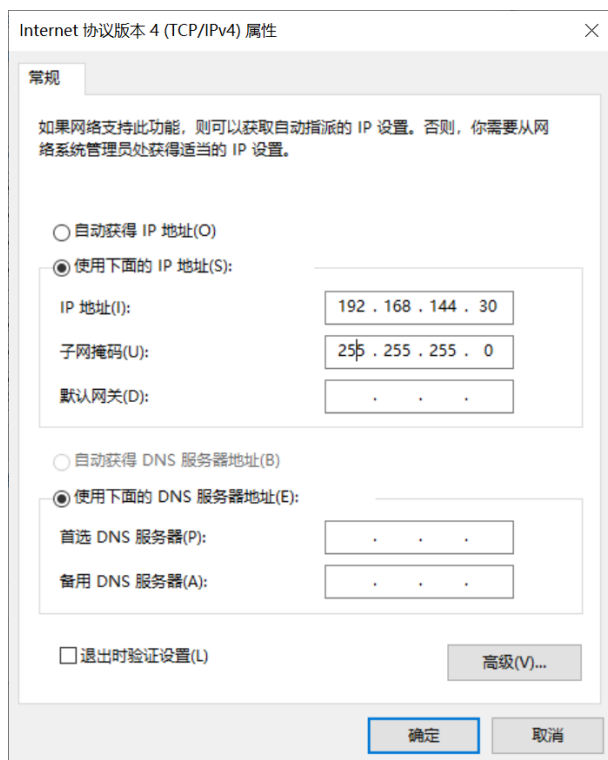 Internet 协议版本 4 (TCP/IPv4) 属性
常规
如果网络支持此功能，则可以获取自动指派的 IP 设置。否则，你需要从网
络系统管理员处获得适当的 IP 设置。
自动获得 IP 地址(O)
使用下面的 IP 地址(S):
IP 地址(I): 192 . 168 . 144 . 30
子网掩码(U): 255 . 255 . 255 . 0
默认网关(D): . . .
自动获得 DNS 服务器地址(B)
使用下面的 DNS 服务器地址(E):
首选 DNS 服务器(P): . . .
备用 DNS 服务器(A): . . .
退出时验证设置(L)
高级(V)...
确定 取消